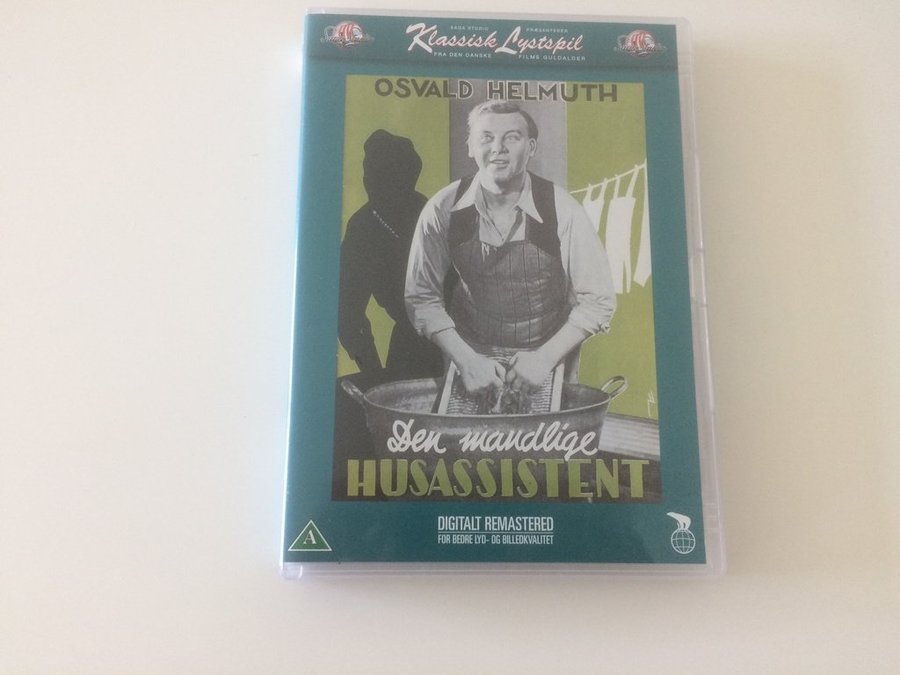 SAGA STUDIO PRÆSENTERER
Klassisk Lystspil
FRA DEN DANSKE FILMS GULDALDER
OSVALD HELMUTH
Den mandlige
HUSASSISTENT
DIGITALT REMASTERED
FOR BEDRE LYD- OG BILLEDKVALITET
A